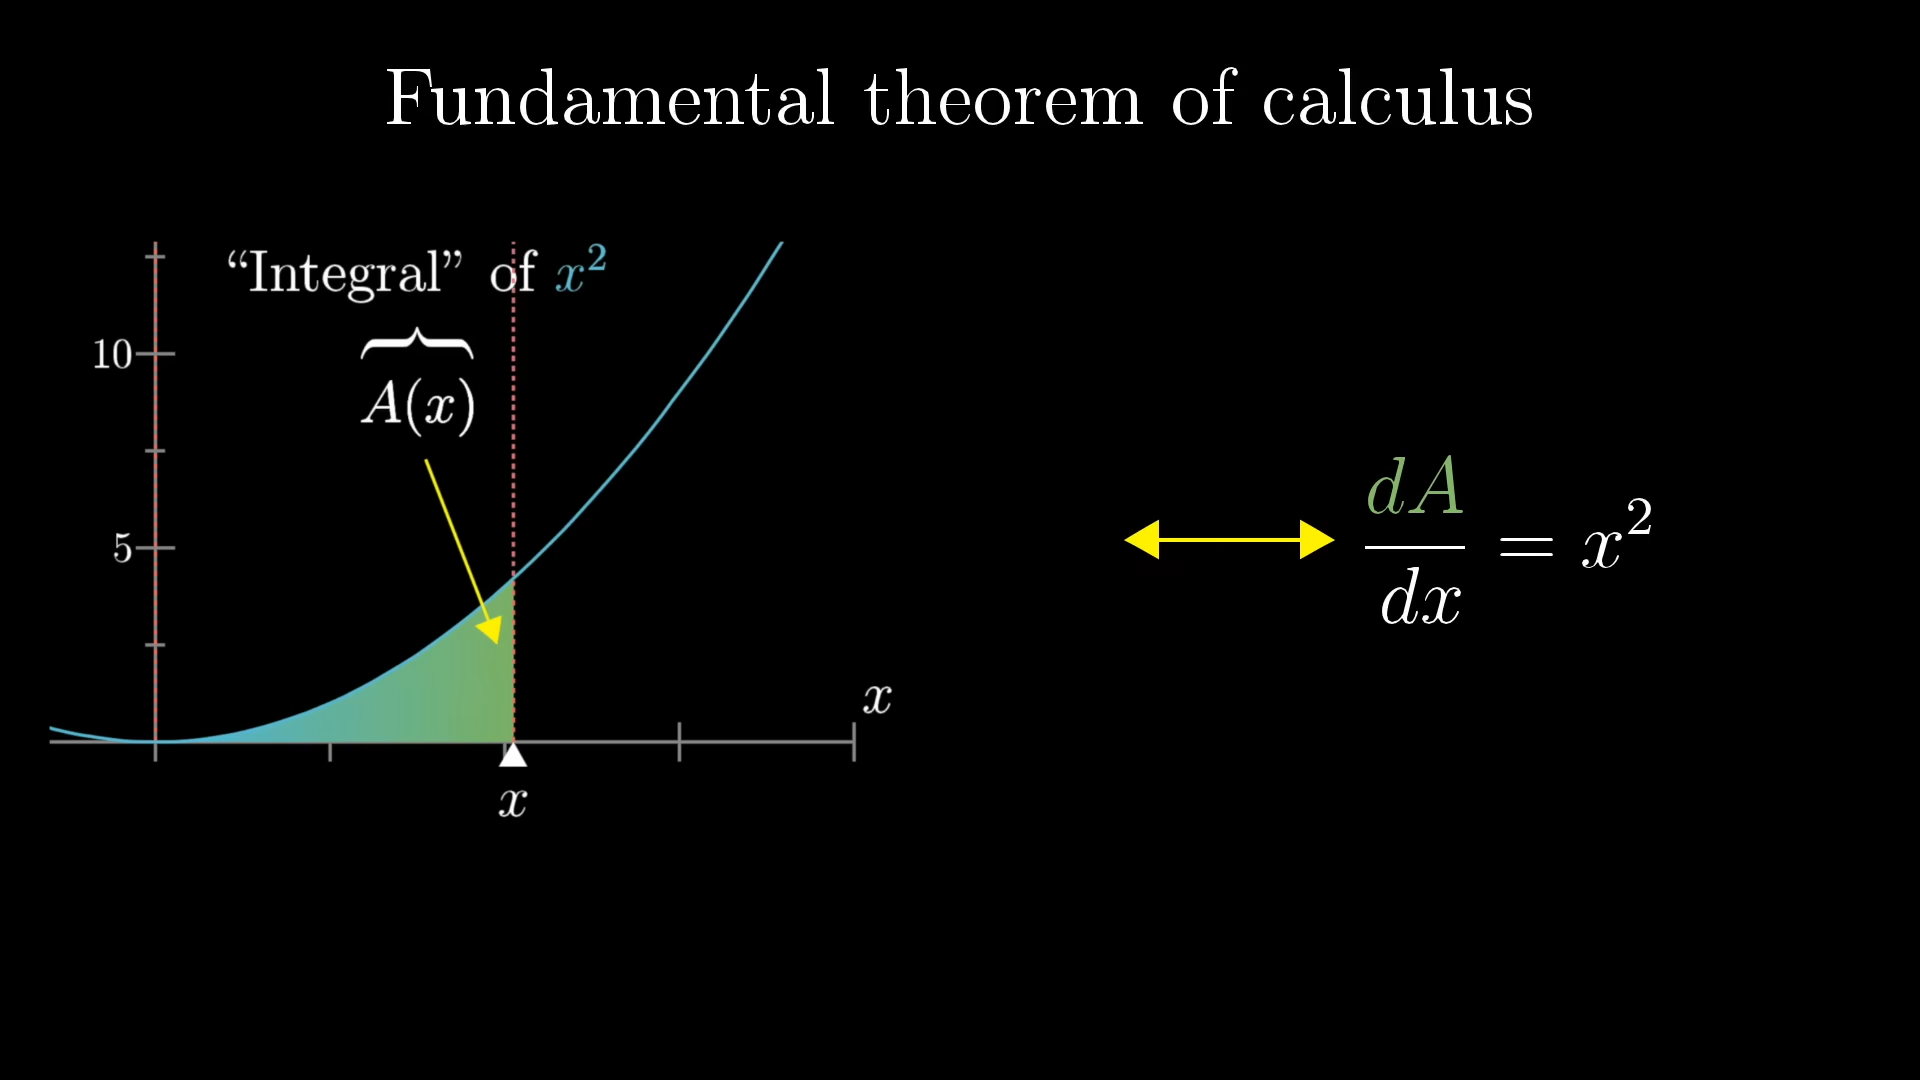 Fundamental theorem of calculus
“Integral” of x²
10
A(x)
5
dA/dx = x²
x
x